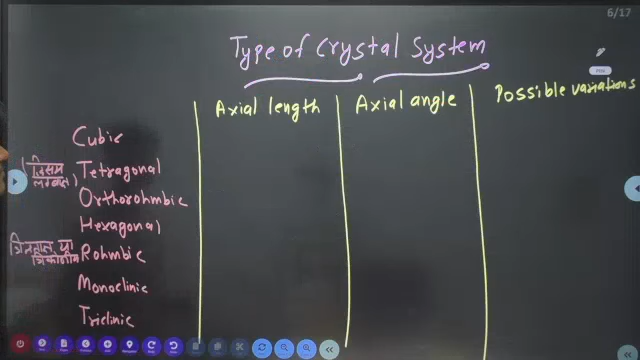 6/17
Type of Crystal System
Axial length
Axial angle
Possible variations
Cubic
Tetragonal
Orthorohmbic
Hexagonal
त्रिनताक्ष या
Rohmbic
Monoclinic
Triclinic